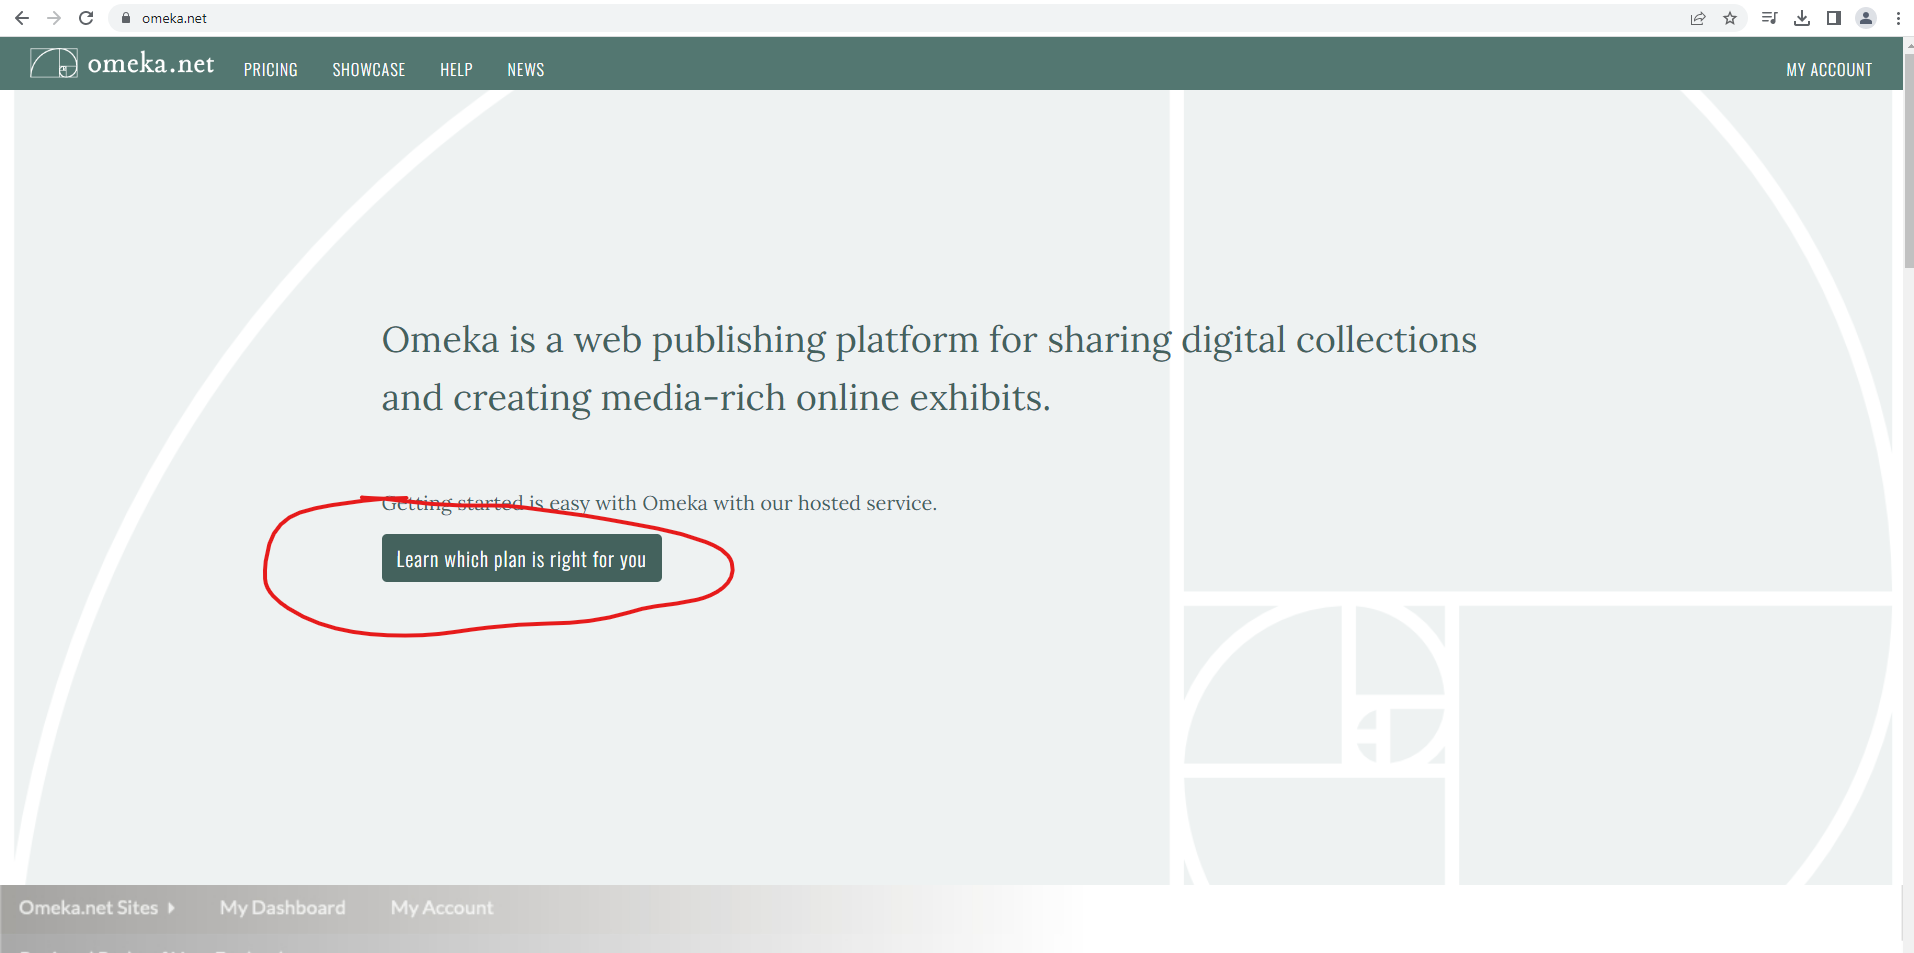 omeka.net
omeka.net PRICING SHOWCASE HELP NEWS MY ACCOUNT
Omeka is a web publishing platform for sharing digital collections
and creating media-rich online exhibits.
Getting started is easy with Omeka with our hosted service.
Learn which plan is right for you
Omeka.net Sites My Dashboard My Account